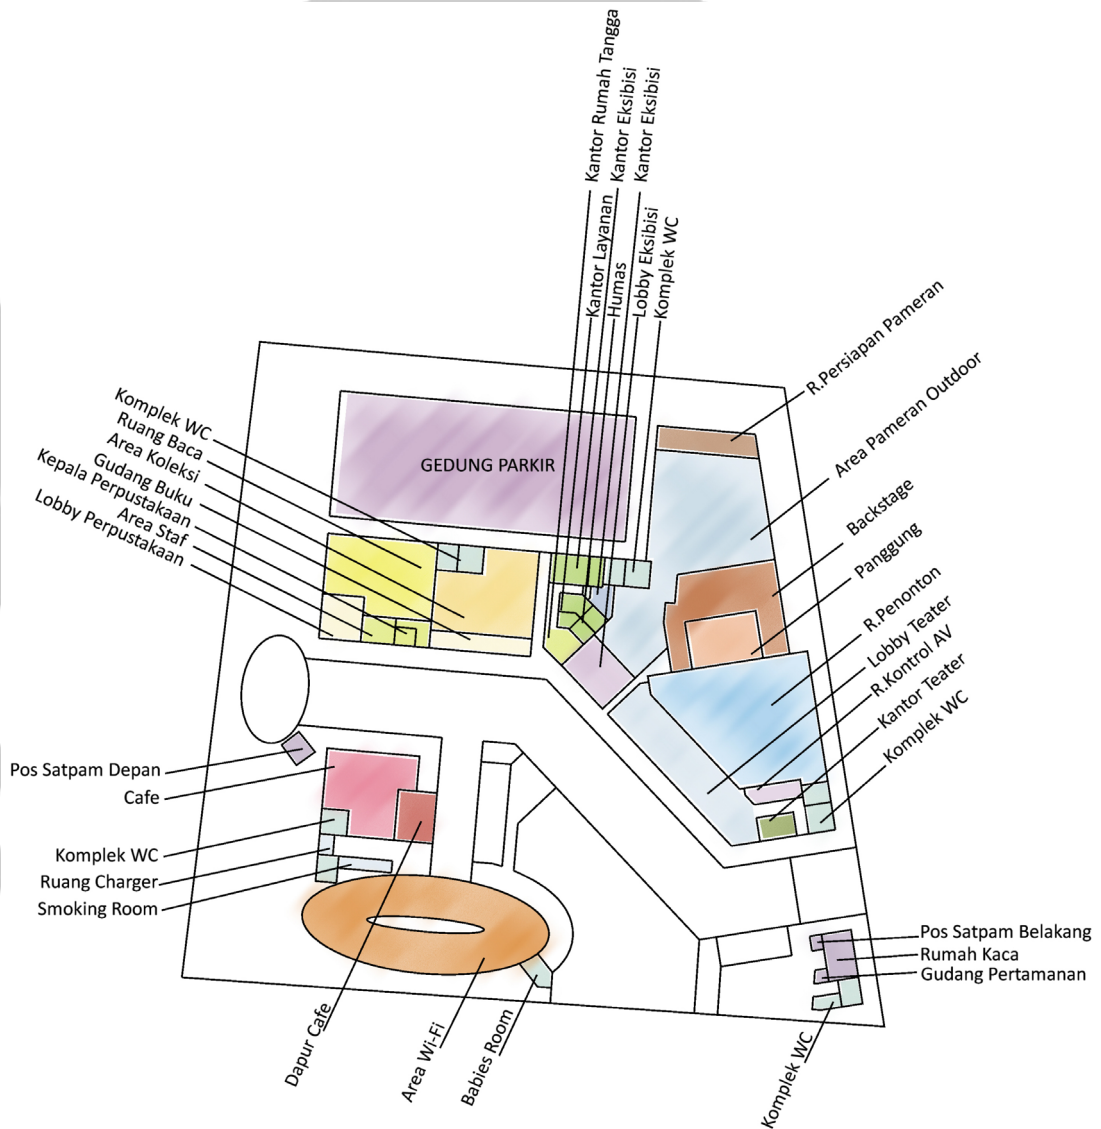 Kantor Rumah Tangga
Kantor Eksibisi
Kantor Eksibisi
Kantor Layanan
Humas
Lobby Eksibisi
Komplek WC
R.Persiapan Pameran
Area Pameran Outdoor
Backstage
Panggung
R.Penonton
Lobby Teater
R.Kontrol AV
Kantor Teater
Komplek WC
GEDUNG PARKIR
Komplek WC
Ruang Baca
Area Koleksi
Gudang Buku
Kepala Perpustakaan
Area Staf
Lobby Perpustakaan
Pos Satpam Depan
Cafe
Komplek WC
Ruang Charger
Smoking Room
Pos Satpam Belakang
Rumah Kaca
Gudang Pertamanan
Dapur Cafe
Area Wi-Fi
Babies Room
Komplek WC